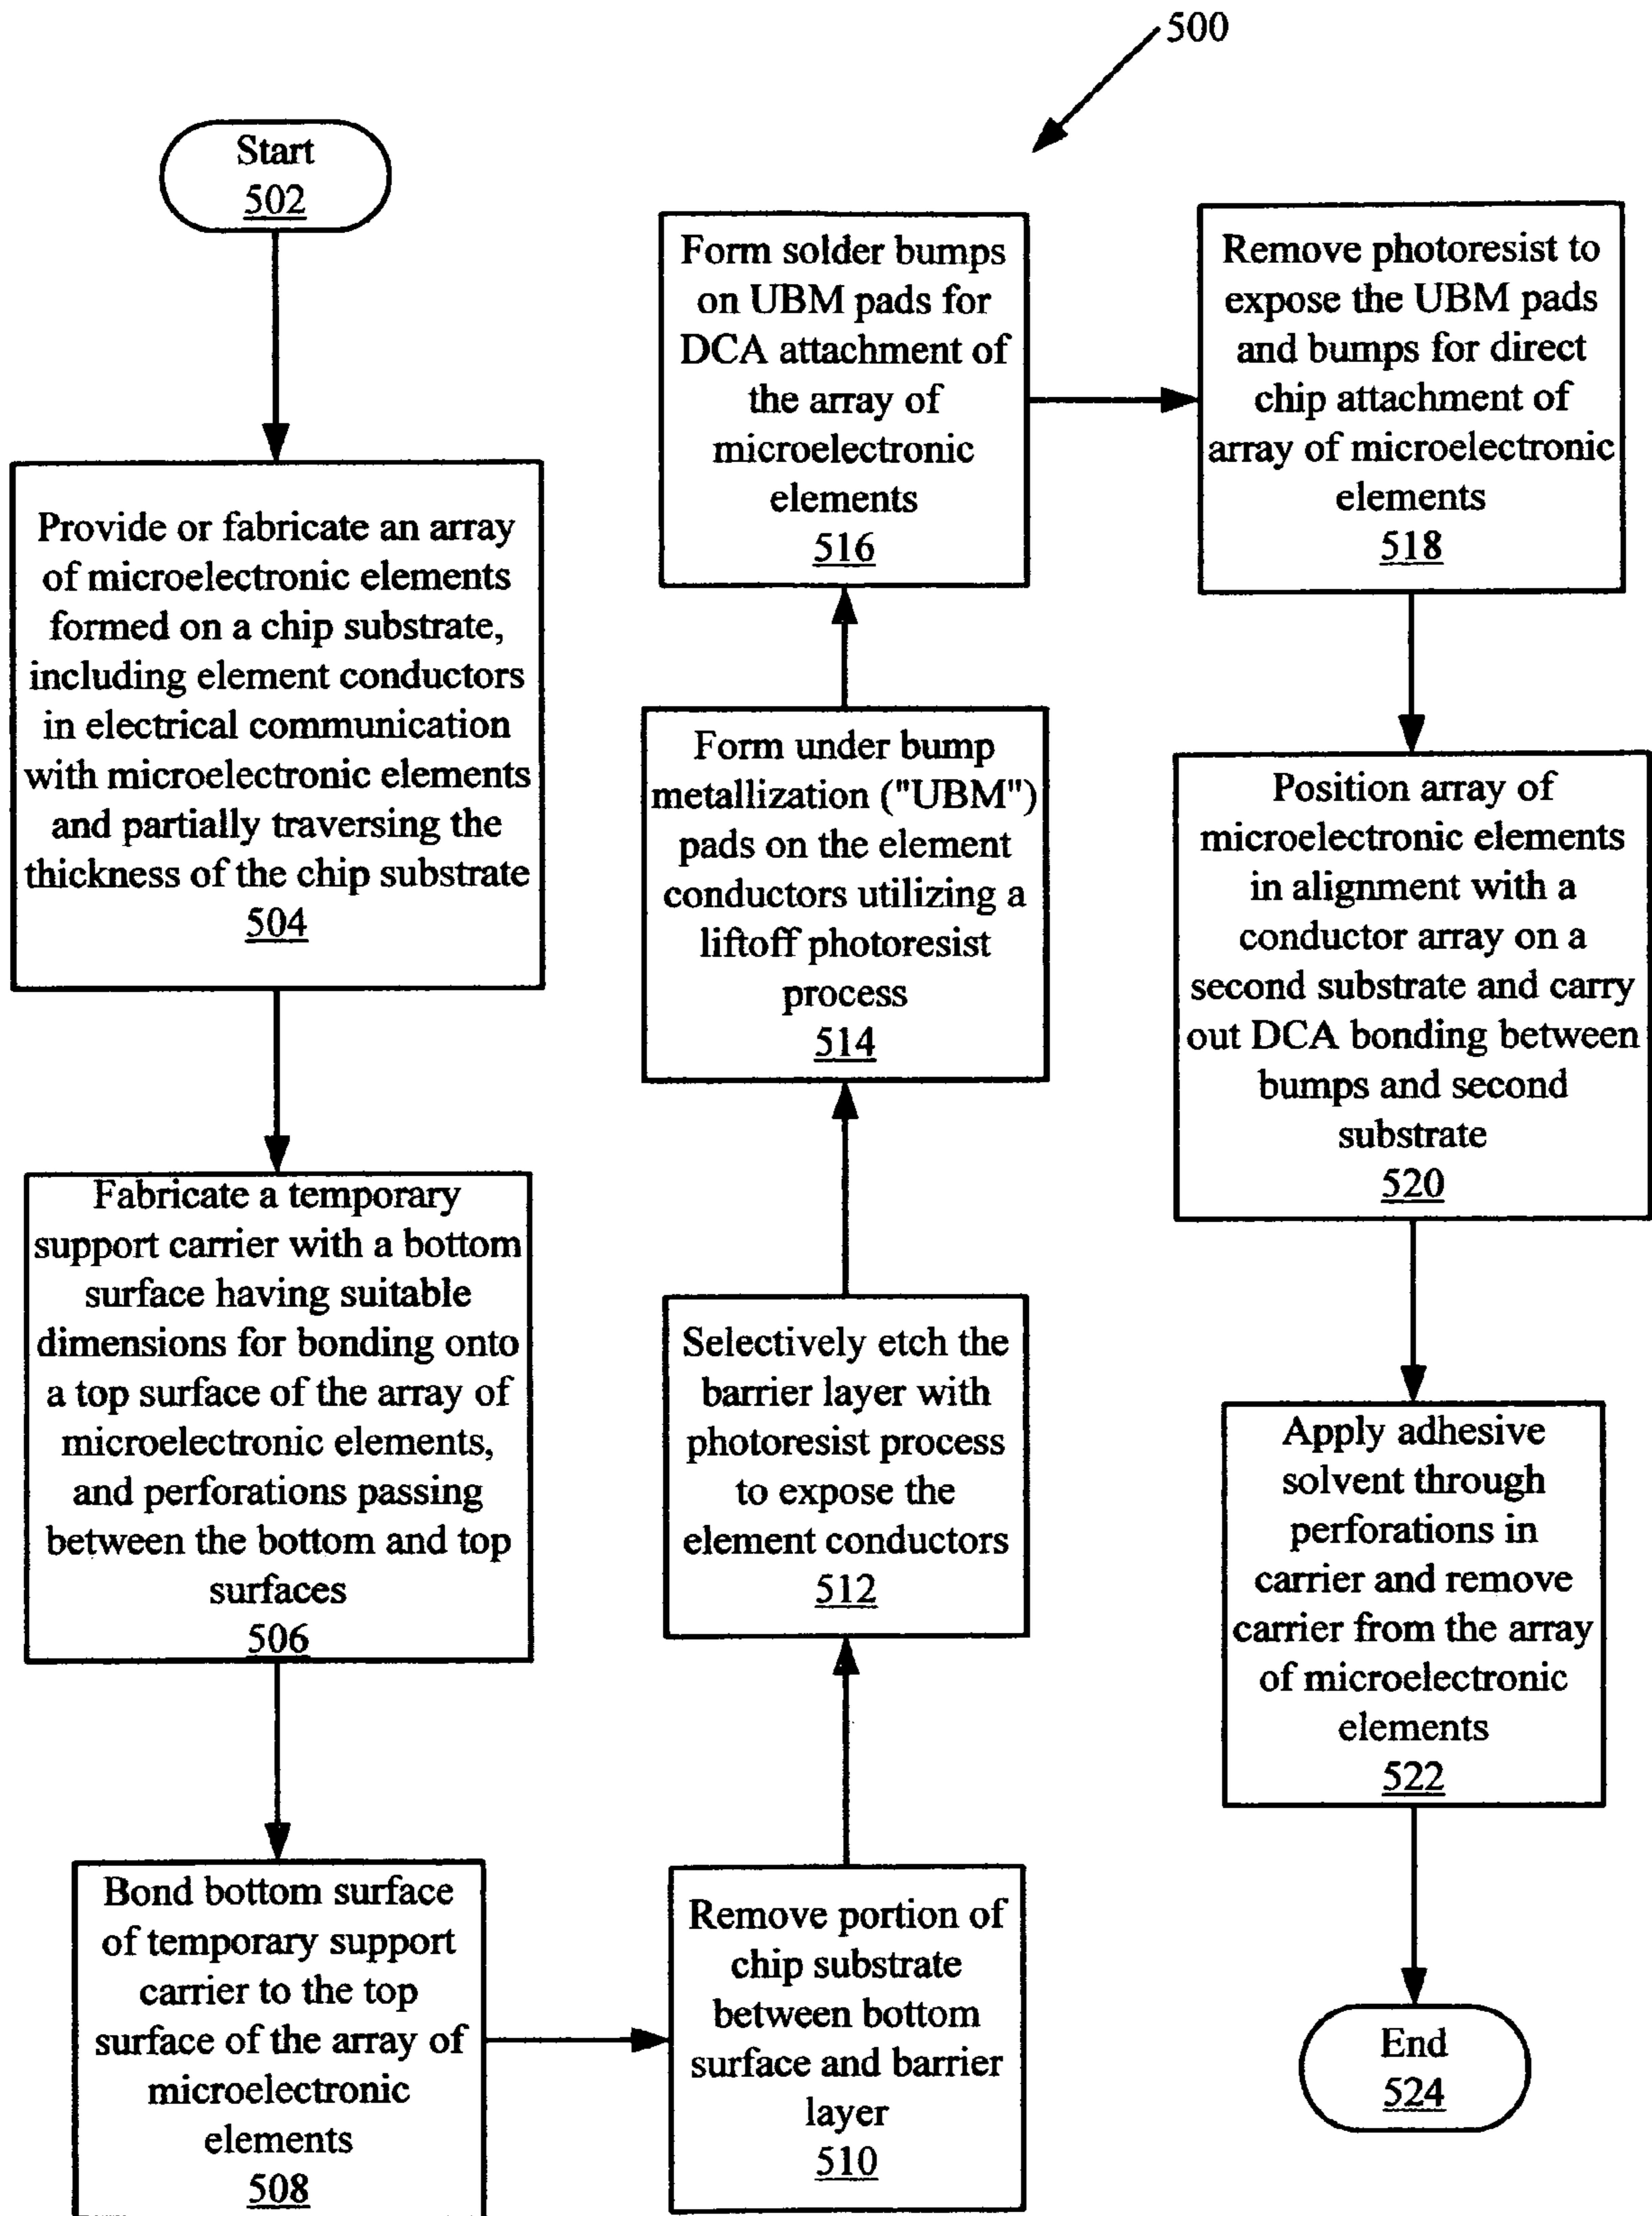 500
Start
502
Provide or fabricate an array
of microelectronic elements
formed on a chip substrate,
including element conductors
in electrical communication
with microelectronic elements
and partially traversing the
thickness of the chip substrate
504
Fabricate a temporary
support carrier with a bottom
surface having suitable
dimensions for bonding onto
a top surface of the array of
microelectronic elements,
and perforations passing
between the bottom and top
surfaces
506
Bond bottom surface
of temporary support
carrier to the top
surface of the array of
microelectronic
elements
508
Remove portion of
chip substrate
between bottom
surface and barrier
layer
510
Selectively etch the
barrier layer with
photoresist process
to expose the
element conductors
512
Form under bump
metallization ("UBM")
pads on the element
conductors utilizing a
liftoff photoresist
process
514
Form solder bumps
on UBM pads for
DCA attachment of
the array of
microelectronic
elements
516
Remove photoresist to
expose the UBM pads
and bumps for direct
chip attachment of
array of microelectronic
elements
518
Position array of
microelectronic elements
in alignment with a
conductor array on a
second substrate and carry
out DCA bonding between
bumps and second
substrate
520
Apply adhesive
solvent through
perforations in
carrier and remove
carrier from the array
of microelectronic
elements
522
End
524